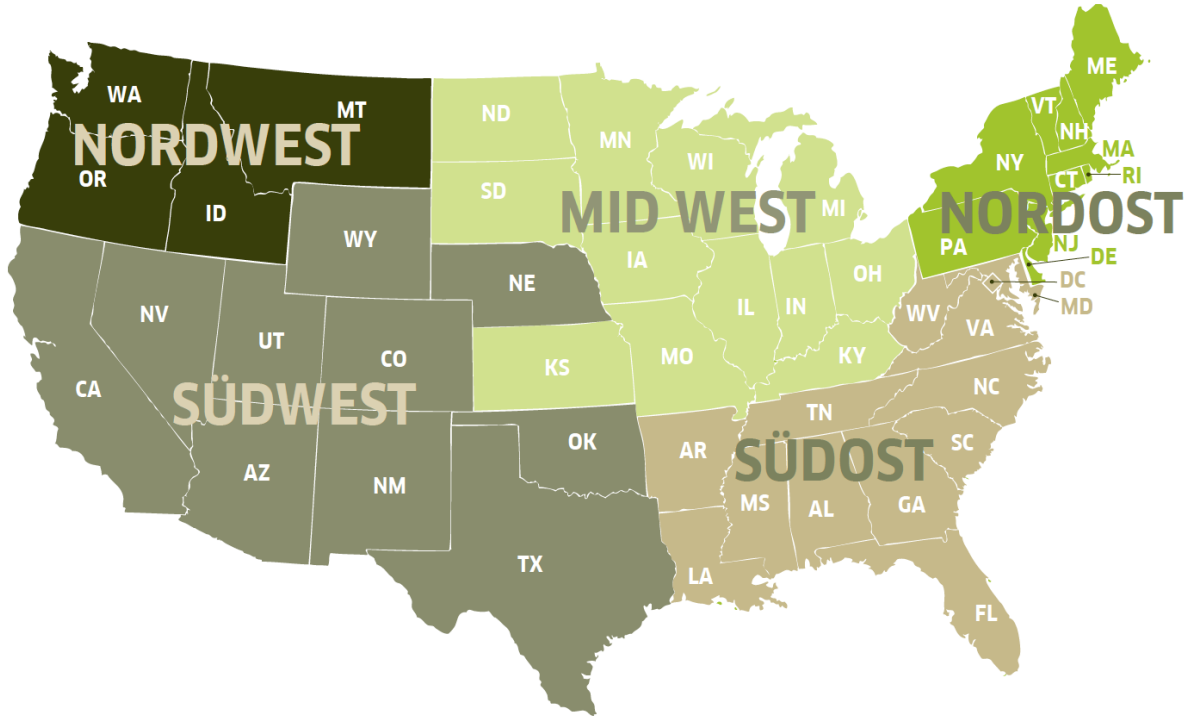 WA
MT
ND
MN
ME
VT
NH
NORDWEST
OR
ID
SD
WI
MI
NY
MA
CT
RI
MID WEST
NORDOST
WY
NE
IA
IL
IN
OH
PA
NJ
DE
DC
MD
NV
UT
CO
KS
MO
KY
WV
VA
CA
SÜDWEST
AZ
NM
OK
AR
TN
NC
SC
SÜDOST
MS
AL
GA
TX
LA
FL